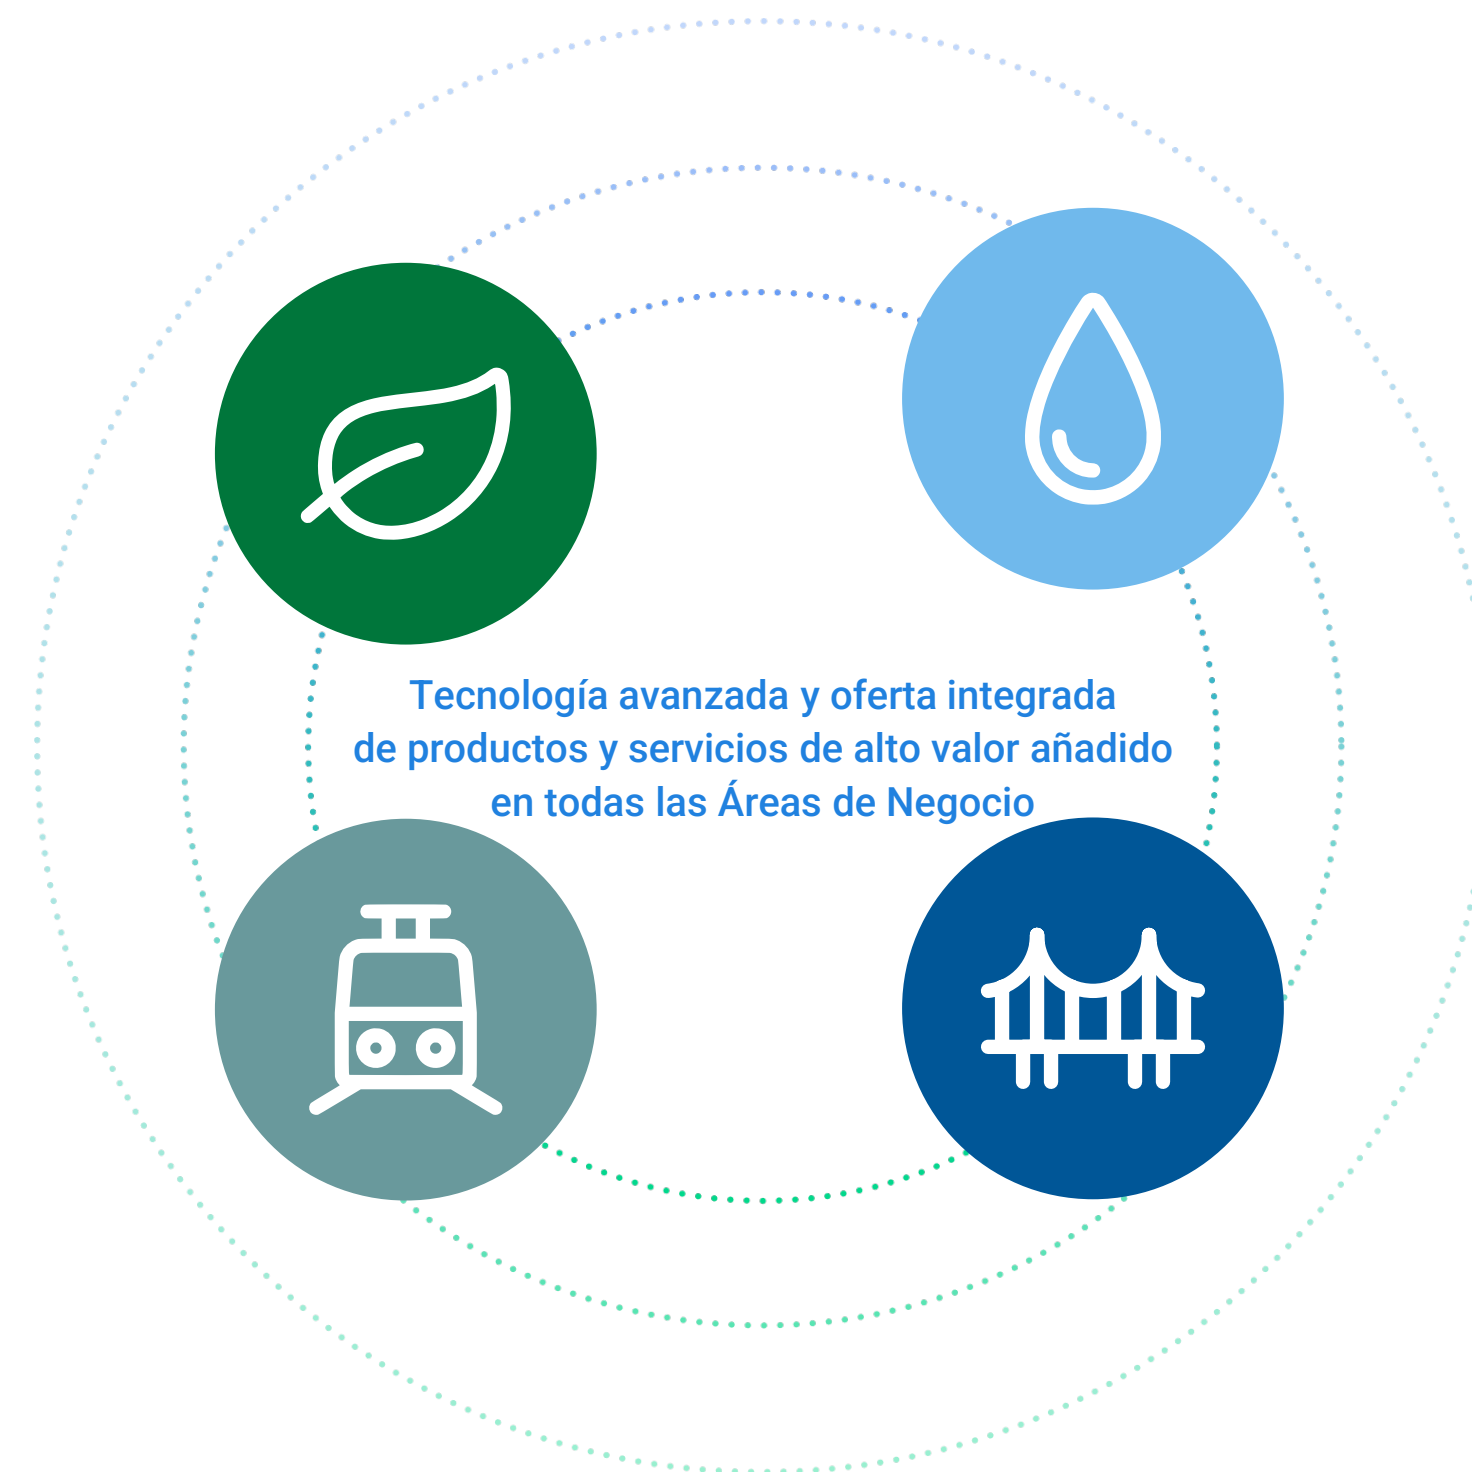 Tecnología avanzada y oferta integrada
de productos y servicios de alto valor añadido
en todas las Áreas de Negocio